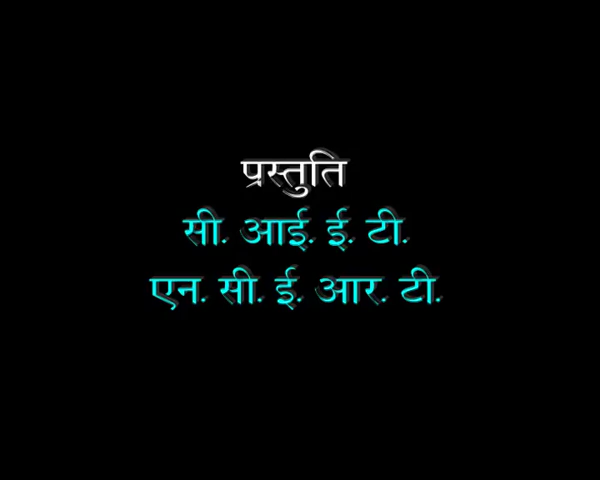 प्रस्तुति
सी. आई. ई. टी.
एन. सी. ई. आर. टी.